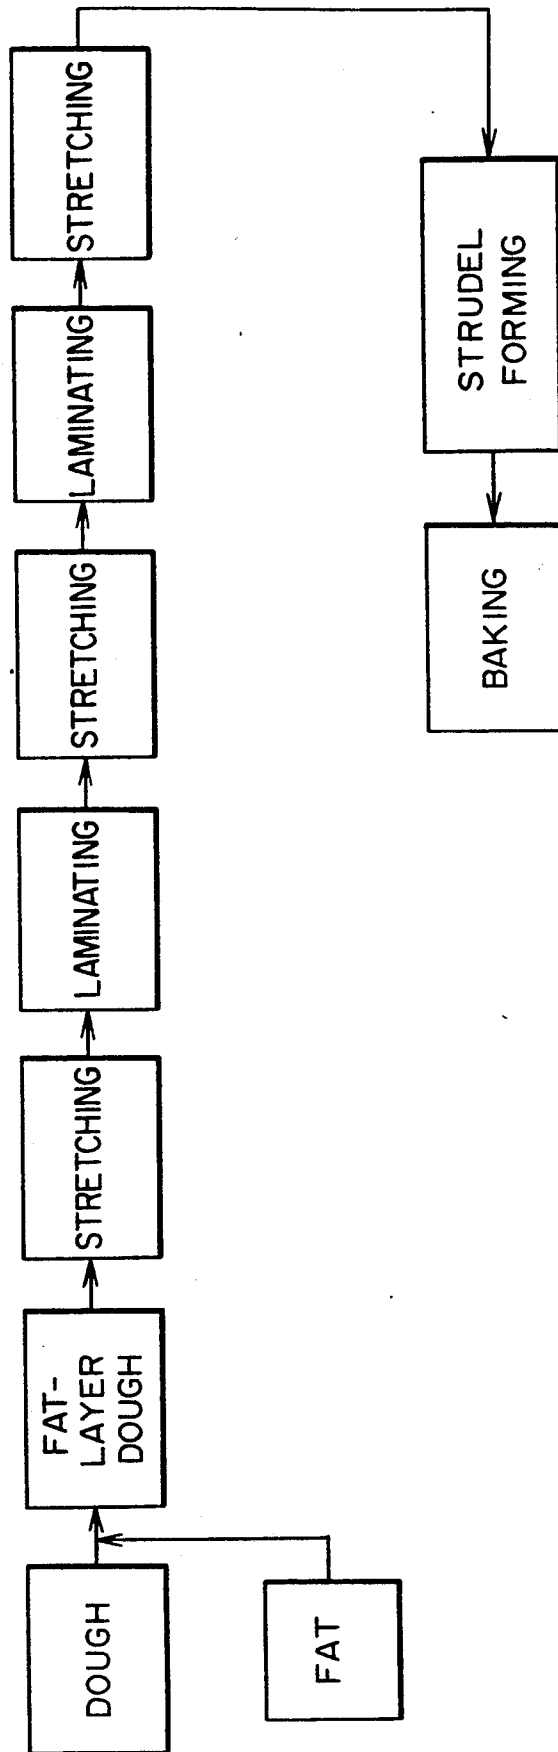 DOUGH
FAT
FAT-
LAYER
DOUGH
STRETCHING
LAMINATING
STRETCHING
LAMINATING
STRETCHING
STRUDEL
FORMING
BAKING